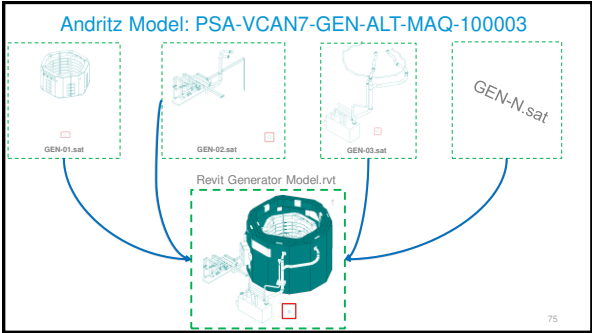 Andritz Model: PSA-VCAN7-GEN-ALT-MAQ-100003
GEN-01.sat
GEN-02.sat
GEN-03.sat
GEN-N.sat
Revit Generator Model.rvt
75